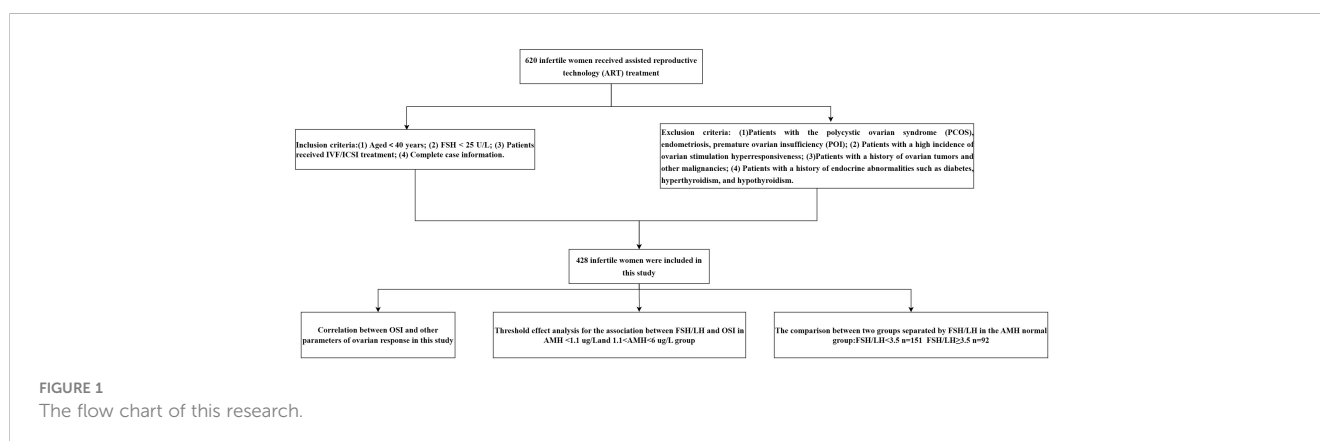 620 infertile women received assisted reproductive
technology (ART) treatment
Inclusion criteria:(1) Aged < 40 years; (2) FSH < 25 U/L; (3) Patients
received IVF/ICSI treatment; (4) Complete case information.
Exclusion criteria: (1)Patients with the polycystic ovarian syndrome (PCOS),
endometriosis, premature ovarian insufficiency (POI); (2) Patients with a high incidence of
ovarian stimulation hyperresponsiveness; (3)Patients with a history of ovarian tumors and
other malignancies; (4) Patients with a history of endocrine abnormalities such as diabetes,
hyperthyroidism, and hypothyroidism.
428 infertile women were included in
this study
Correlation between OSI and other
parameters of ovarian response in this study
Threshold effect analysis for the association between FSH/LH and OSI in
AMH <1.1 ug/Land 1.1<AMH<6 ug/L group
The comparison between two groups separated by FSH/LH in the AMH normal
group:FSH/LH<3.5 n=151 FSH/LH≥3.5 n=92
FIGURE 1
The flow chart of this research.